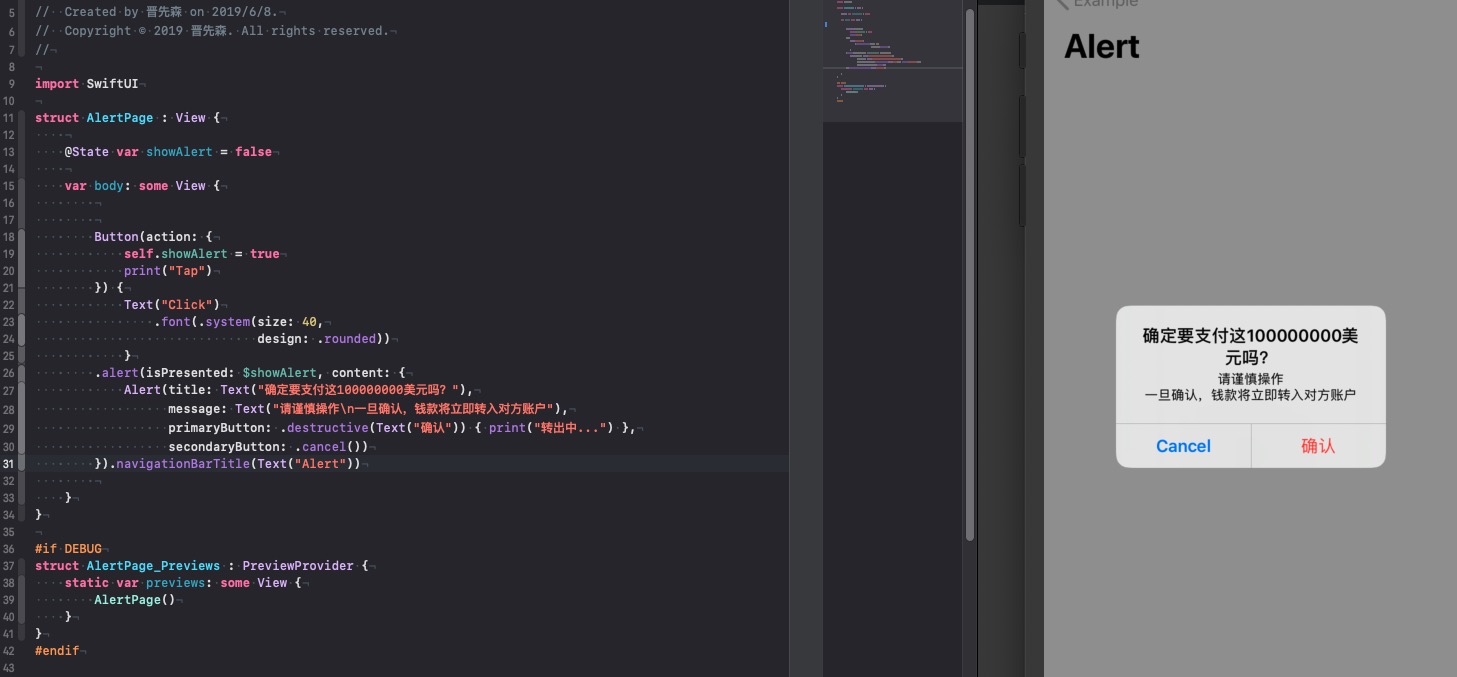 5 // Created by 晋先森 on 2019/6/8.
6 // Copyright © 2019 晋先森. All rights reserved.
7 //
8
9 import SwiftUI
10
11 struct AlertPage : View {
12
13 @State var showAlert = false
14
15 var body: some View {
16
17
18 Button(action: {
19 self.showAlert = true
20 print("Tap")
21 }) {
22 Text("Click")
23 .font(.system(size: 40,
24 design: .rounded))
25 }
26 .alert(isPresented: $showAlert, content: {
27 Alert(title: Text("确定要支付这100000000美元吗？"),
28 message: Text("请谨慎操作\n一旦确认，钱款将立即转入对方账户"),
29 primaryButton: .destructive(Text("确认")) { print("转出中...") },
30 secondaryButton: .cancel())
31 }).navigationBarTitle(Text("Alert"))
32
33 }
34 }
35
36 #if DEBUG
37 struct AlertPage_Previews : PreviewProvider {
38 static var previews: some View {
39 AlertPage()
40 }
41 }
42 #endif
43
Example
Alert
确定要支付这100000000美
元吗？
请谨慎操作
一旦确认，钱款将立即转入对方账户
Cancel 确认